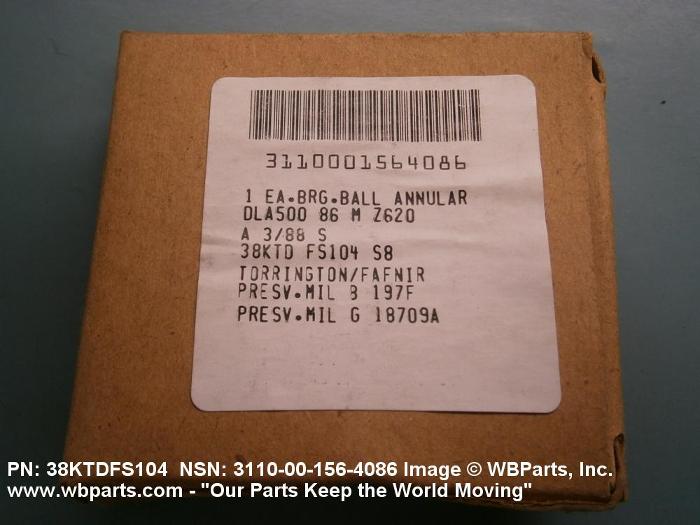 3110001564086
1 EA.BRG.BALL ANNULAR
DLA500 86 M Z620
A 3/88 S
38KTD FS104 S8
TORRINGTON/FAFNIR
PRESV.MIL B 197F
PRESV.MIL G 18709A
PN: 38KTDFS104 NSN: 3110-00-156-4086 Image © WBParts, Inc.
www.wbparts.com - "Our Parts Keep the World Moving"